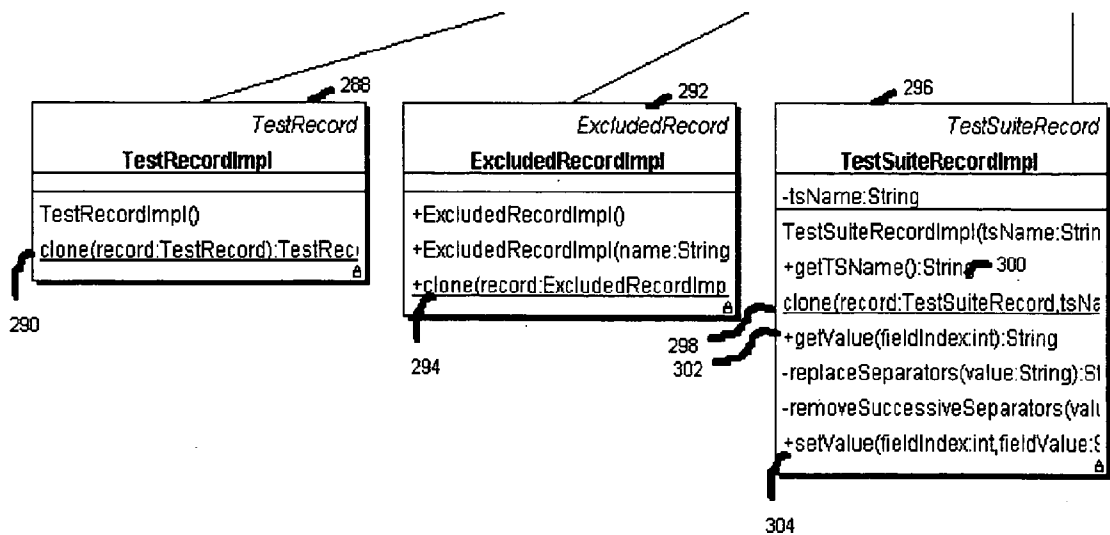 288
TestRecord
TestRecordImpl
TestRecordImpl()
clone(record:TestRecord):TestReco
290
292
ExcludedRecord
ExcludedRecordImpl
+ExcludedRecordImpl()
+ExcludedRecordImpl(name:String
+clone(record:ExcludedRecordImp
294
296
TestSuiteRecord
TestSuiteRecordImpl
-tsName:String
TestSuiteRecordImpl(tsName:Strin
+getTSName():String
300
clone(record:TestSuiteRecord,tsNa
298
+getValue(fieldIndex:int):String
302
-replaceSeparators(value:String):St
-removeSuccessiveSeparators(valu
+setValue(fieldIndex:int,fieldValue:S
304